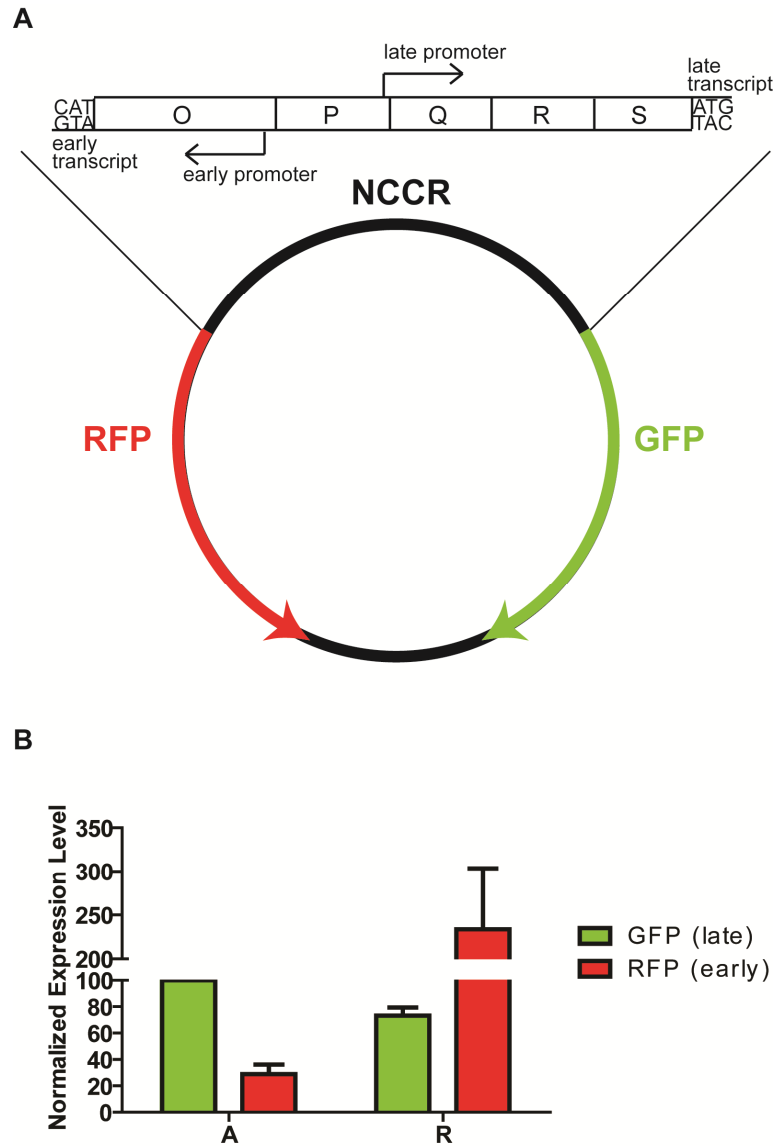 A
late promoter
late
transcript
CAT
GTA
O
P
Q
R
S
ATG
TAC
early
transcript
early promoter
NCCR
RFP
GFP
B
Normalized Expression Level
350
300
250
200
100
80
60
40
20
0
A
R
GFP (late)
RFP (early)